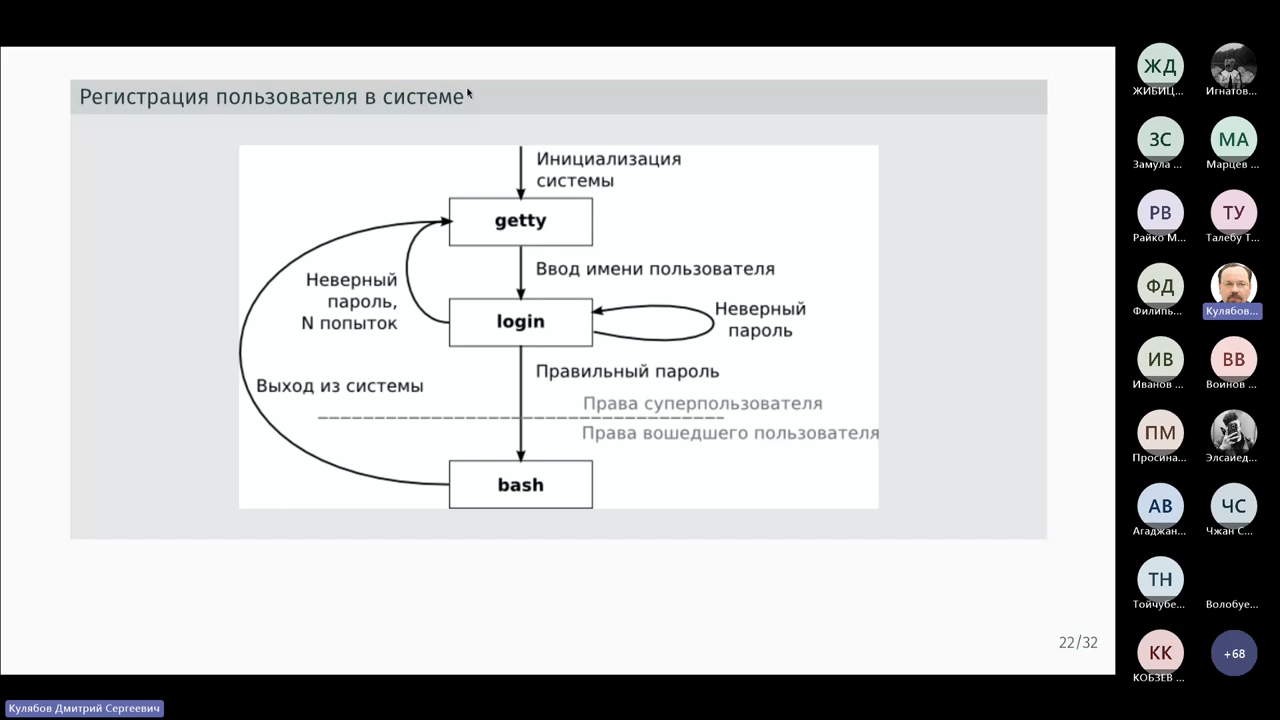 Регистрация пользователя в системе
Инициализация
системы
getty
Ввод имени пользователя
Неверный
пароль,
N попыток
login
Неверный
пароль
Правильный пароль
Выход из системы
Права суперпользователя
Права вошедшего пользователя
bash
22/32
Кулябов Дмитрий Сергеевич
ЖД
ЖИБИЦ...
Игнатов...
ЗС
Замула ...
МА
Марцев ...
РВ
Райко М...
ТУ
Талебу Т...
ФД
Филипь...
Кулябов...
ИВ
Иванов ...
ВВ
Воинов ...
ПМ
Просина...
Элсаиед...
АВ
Агаджан...
ЧС
Чжан С...
ТН
Тойчубе...
Волобуе...
КК
КОБЗЕВ ...
+68